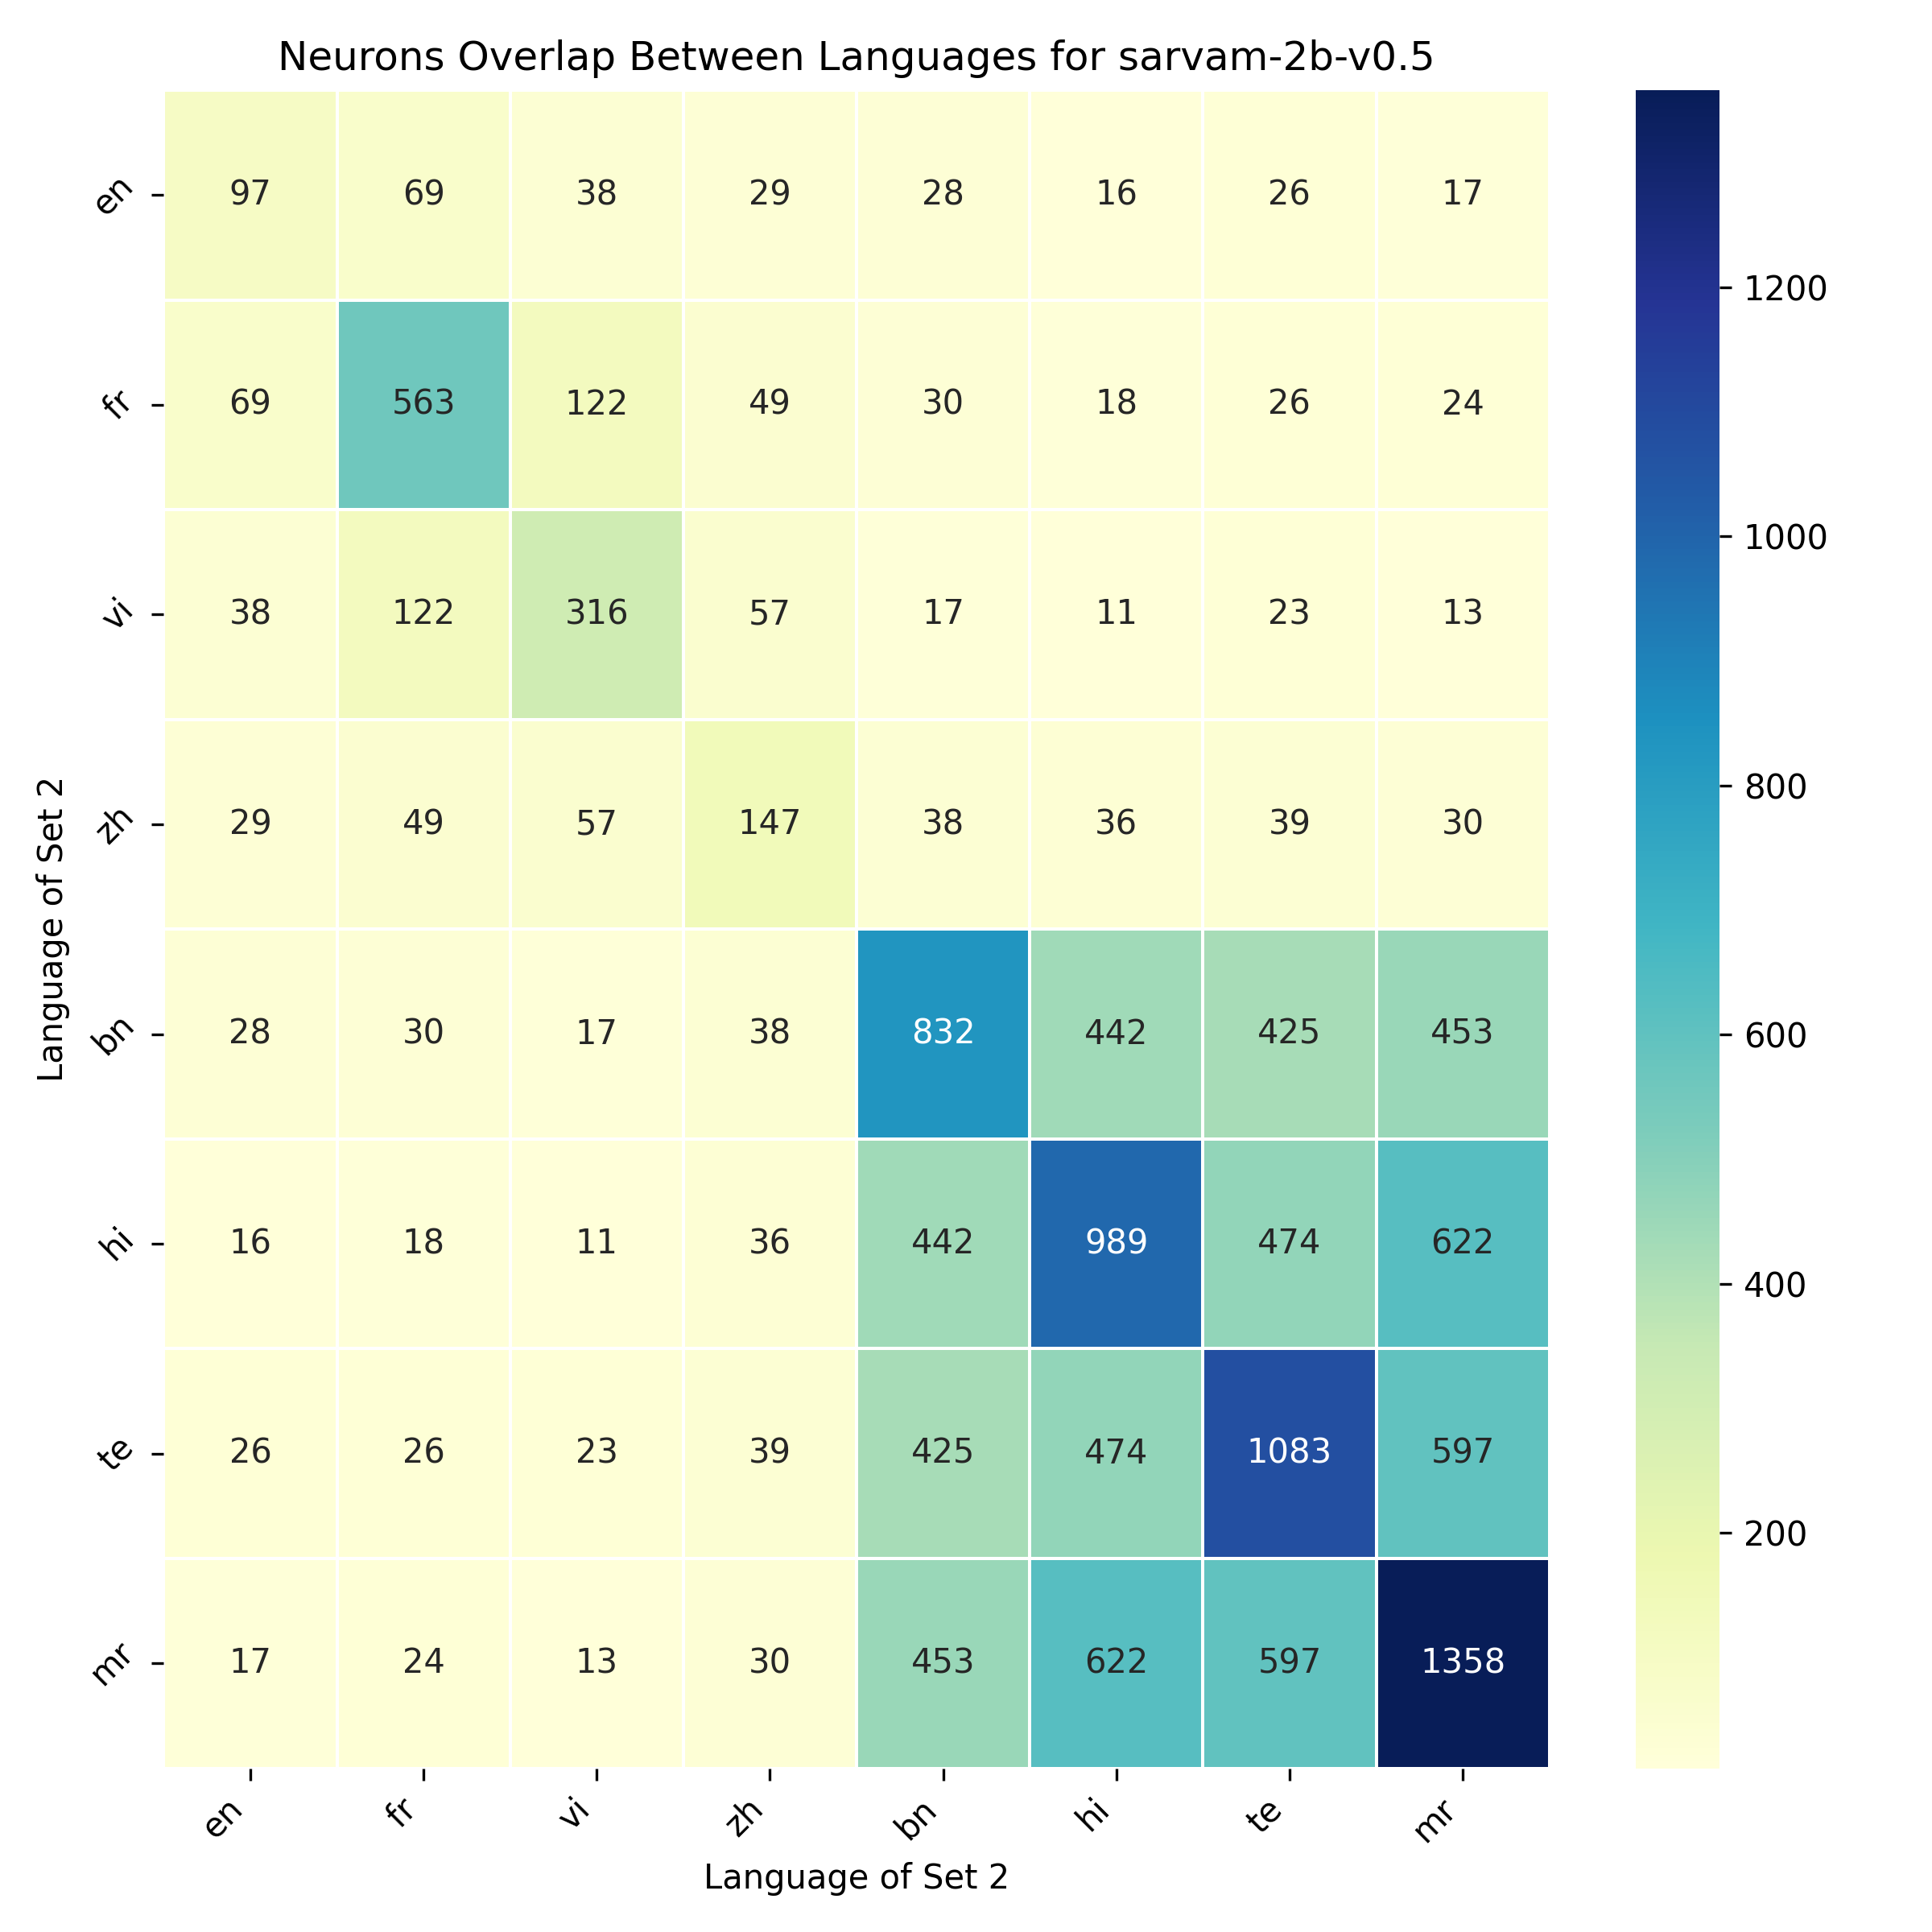 Neurons Overlap Between Languages for sarvam-2b-v0.5
en 97 69 38 29 28 16 26 17
fr 69 563 122 49 30 18 26 24
vi 38 122 316 57 17 11 23 13
zh 29 49 57 147 38 36 39 30
bn 28 30 17 38 832 442 425 453
hi 16 18 11 36 442 989 474 622
te 26 26 23 39 425 474 1083 597
mr 17 24 13 30 453 622 597 1358
en fr vi zh bn hi te mr
Language of Set 2
Language of Set 2
1200
1000
800
600
400
200